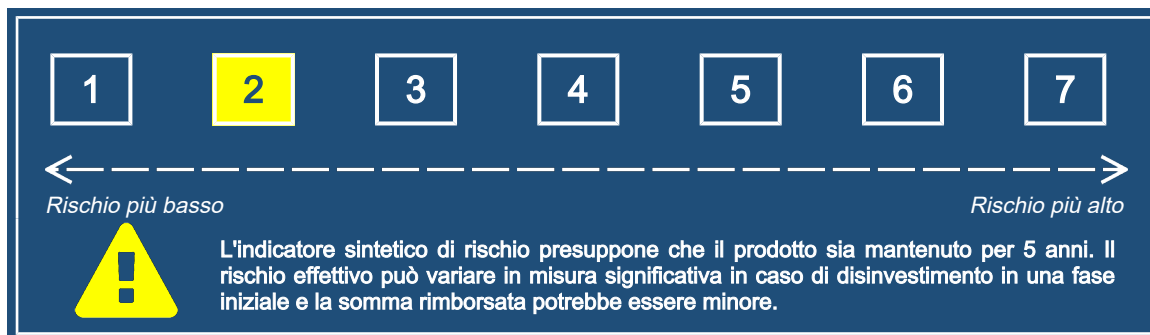 1 2 3 4 5 6 7
Rischio più basso Rischio più alto
L'indicatore sintetico di rischio presuppone che il prodotto sia mantenuto per 5 anni. Il
rischio effettivo può variare in misura significativa in caso di disinvestimento in una fase
iniziale e la somma rimborsata potrebbe essere minore.